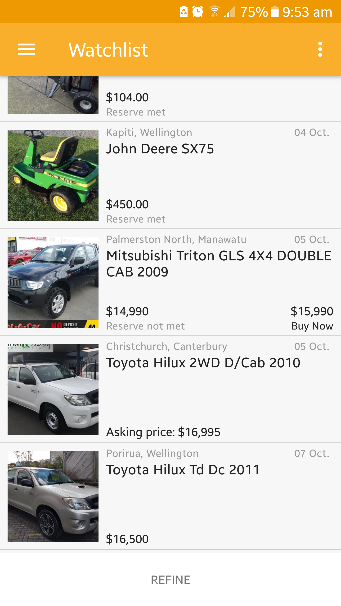 75% 9:53 am
Watchlist
$104.00
Reserve met
Kapiti, Wellington 04 Oct.
John Deere SX75
$450.00
Reserve met
Palmerston North, Manawatu 05 Oct.
Mitsubishi Triton GLS 4X4 DOUBLE
CAB 2009
$14,990 $15,990
Reserve not met Buy Now
Christchurch, Canterbury 05 Oct.
Toyota Hilux 2WD D/Cab 2010
Asking price: $16,995
Porirua, Wellington 07 Oct.
Toyota Hilux Td Dc 2011
$16,500
REFINE